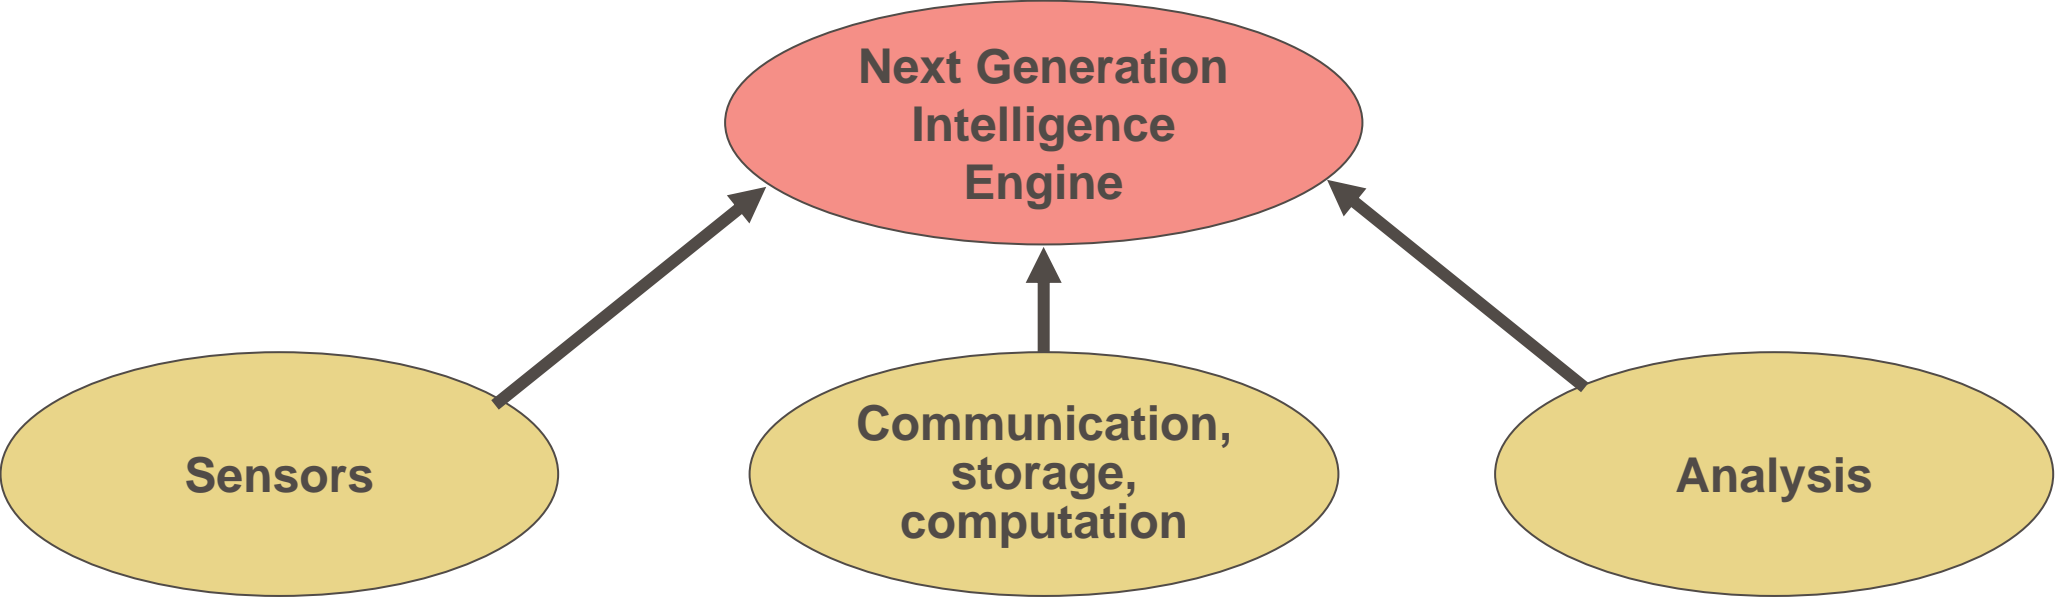 Next Generation
Intelligence
Engine
Sensors
Communication,
storage,
computation
Analysis